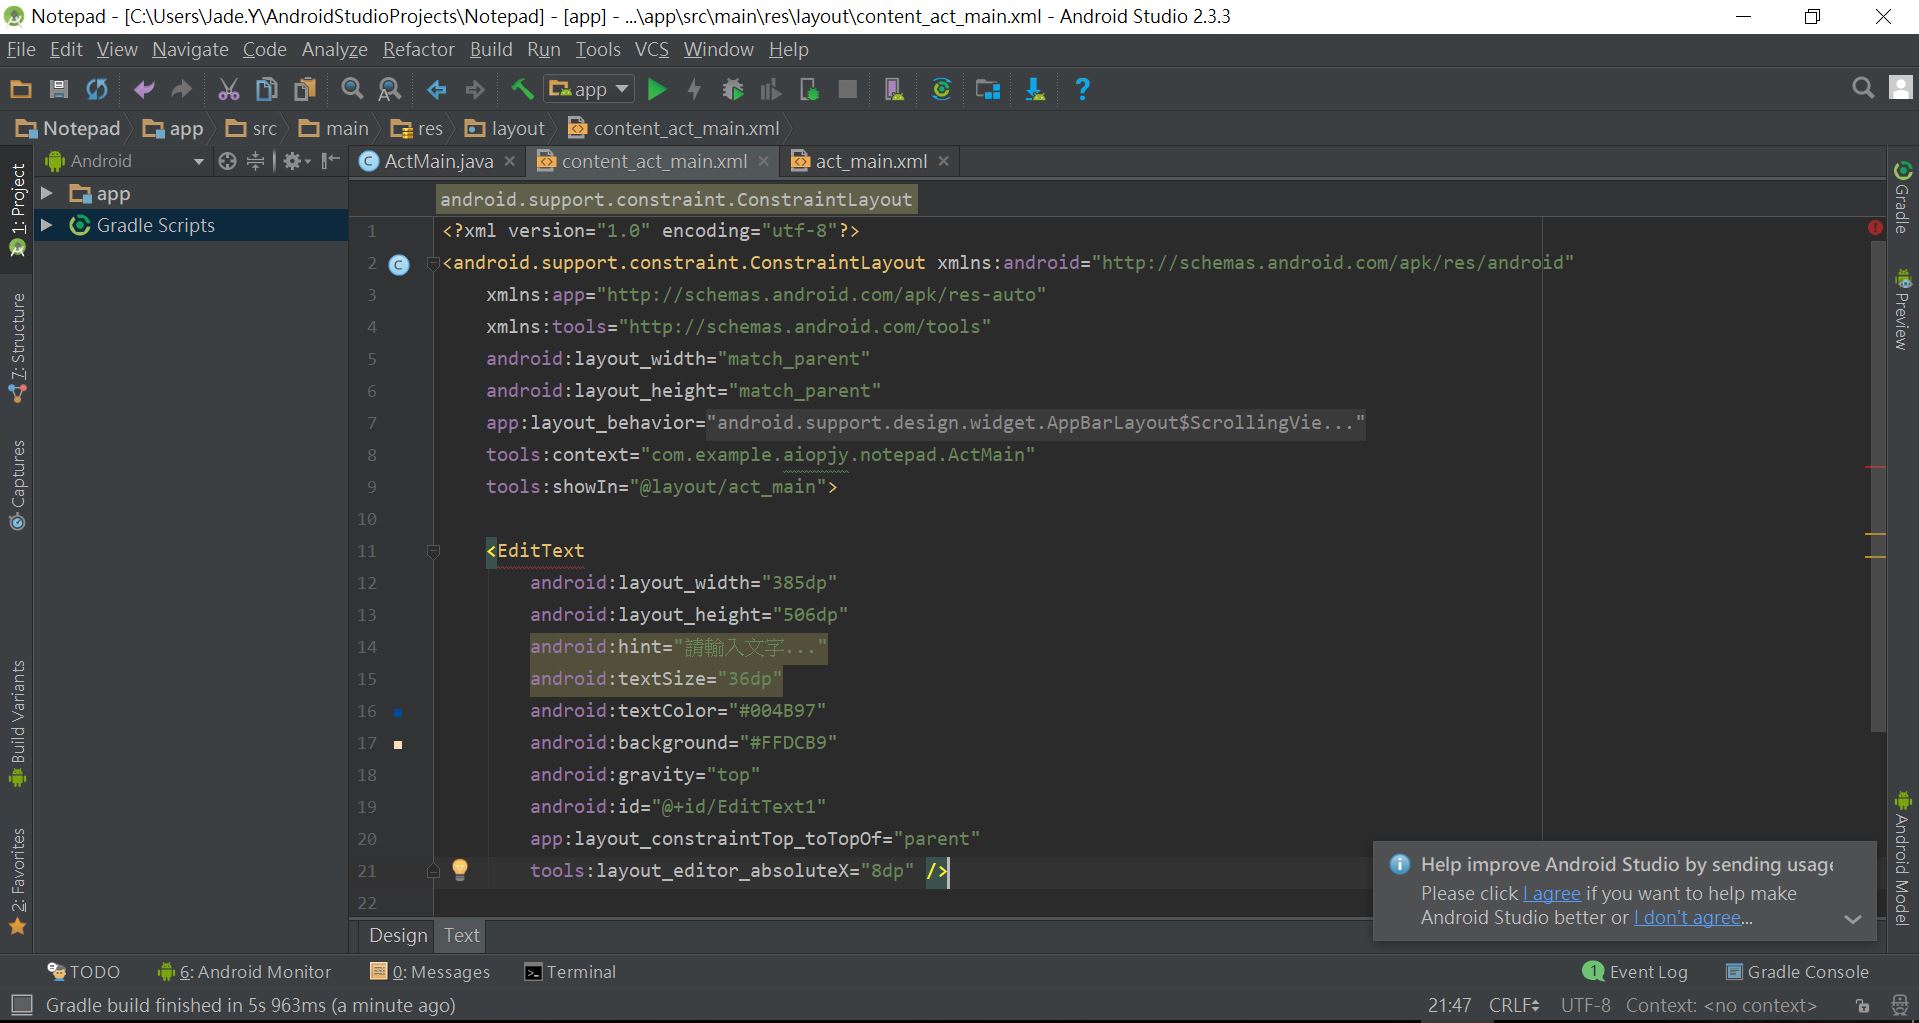 Notepad - [C:\Users\Jade.Y\AndroidStudioProjects\Notepad] - [app] - ...\app\src\main\res\layout\content_act_main.xml - Android Studio 2.3.3
File Edit View Navigate Code Analyze Refactor Build Run Tools VCS Window Help
app
Notepad app src main res layout content_act_main.xml
Android
ActMain.java content_act_main.xml act_main.xml
app
Gradle Scripts
1: Project
7: Structure
Captures
Build Variants
2: Favorites
android.support.constraint.ConstraintLayout
1 <?xml version="1.0" encoding="utf-8"?>
2 <android.support.constraint.ConstraintLayout xmlns:android="http://schemas.android.com/apk/res/android"
3 xmlns:app="http://schemas.android.com/apk/res-auto"
4 xmlns:tools="http://schemas.android.com/tools"
5 android:layout_width="match_parent"
6 android:layout_height="match_parent"
7 app:layout_behavior="android.support.design.widget.AppBarLayout$ScrollingVie..."
8 tools:context="com.example.aiopjy.notepad.ActMain"
9 tools:showIn="@layout/act_main">
10
11 <EditText
12 android:layout_width="385dp"
13 android:layout_height="506dp"
14 android:hint="請輸入文字..."
15 android:textSize="36dp"
16 android:textColor="#004B97"
17 android:background="#FFDCB9"
18 android:gravity="top"
19 android:id="@+id/EditText1"
20 app:layout_constraintTop_toTopOf="parent"
21 tools:layout_editor_absoluteX="8dp" />
22
Gradle
Preview
Android Model
Help improve Android Studio by sending usage
Please click I agree if you want to help make
Android Studio better or I don't agree...
Design Text
TODO 6: Android Monitor 0: Messages Terminal 1 Event Log Gradle Console
Gradle build finished in 5s 963ms (a minute ago) 21:47 CRLF UTF-8 Context: <no context>